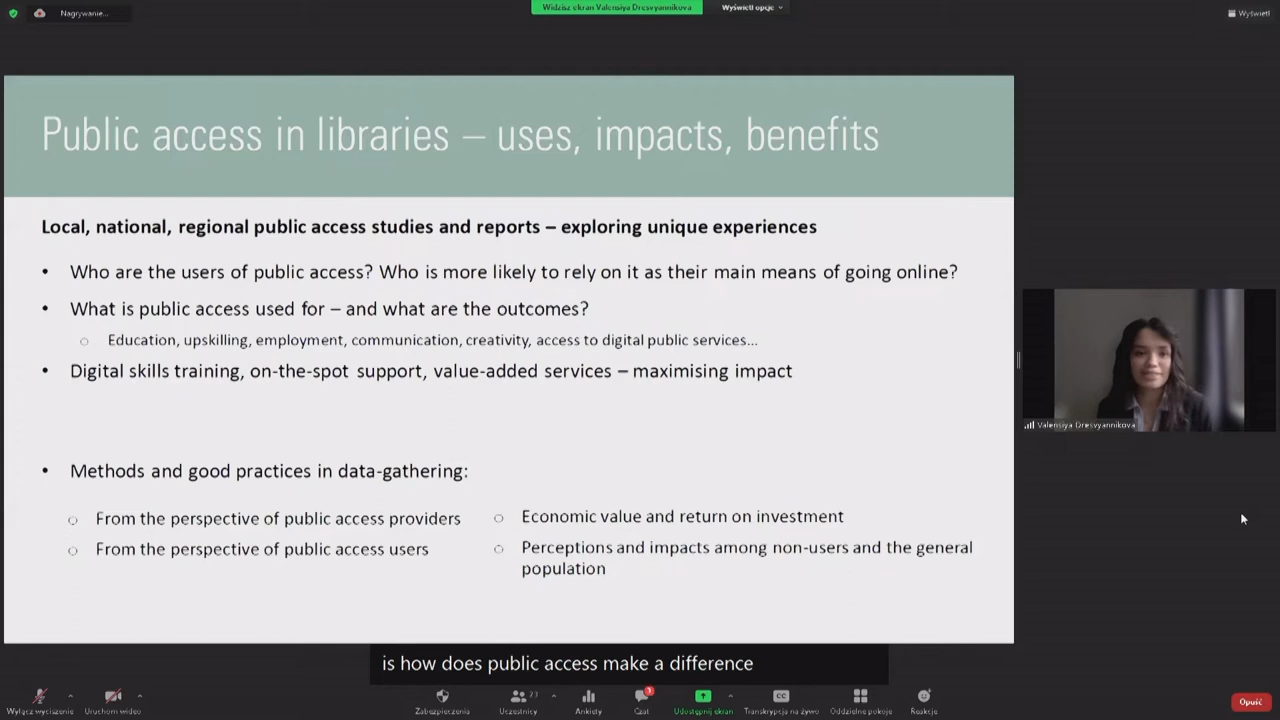 Nagrywanie...
Widzisz ekran Valensiya Dresvyannikova
Wyświetl opcje
Wyświetl
Public access in libraries – uses, impacts, benefits
Local, national, regional public access studies and reports – exploring unique experiences
• Who are the users of public access? Who is more likely to rely on it as their main means of going online?
• What is public access used for – and what are the outcomes?
○ Education, upskilling, employment, communication, creativity, access to digital public services...
• Digital skills training, on-the-spot support, value-added services – maximising impact
• Methods and good practices in data-gathering:
○ From the perspective of public access providers
○ From the perspective of public access users
○ Economic value and return on investment
○ Perceptions and impacts among non-users and the general
population
Valensiya Dresvyannikova
is how does public access make a difference
Wyłącz wyciszenie
Uruchom wideo
Zabezpieczenia
Uczestnicy
Ankiety
Czat
Udostępnij ekran
Transkrypcja na żywo
Oddzielne pokoje
Reakcje
Opuść